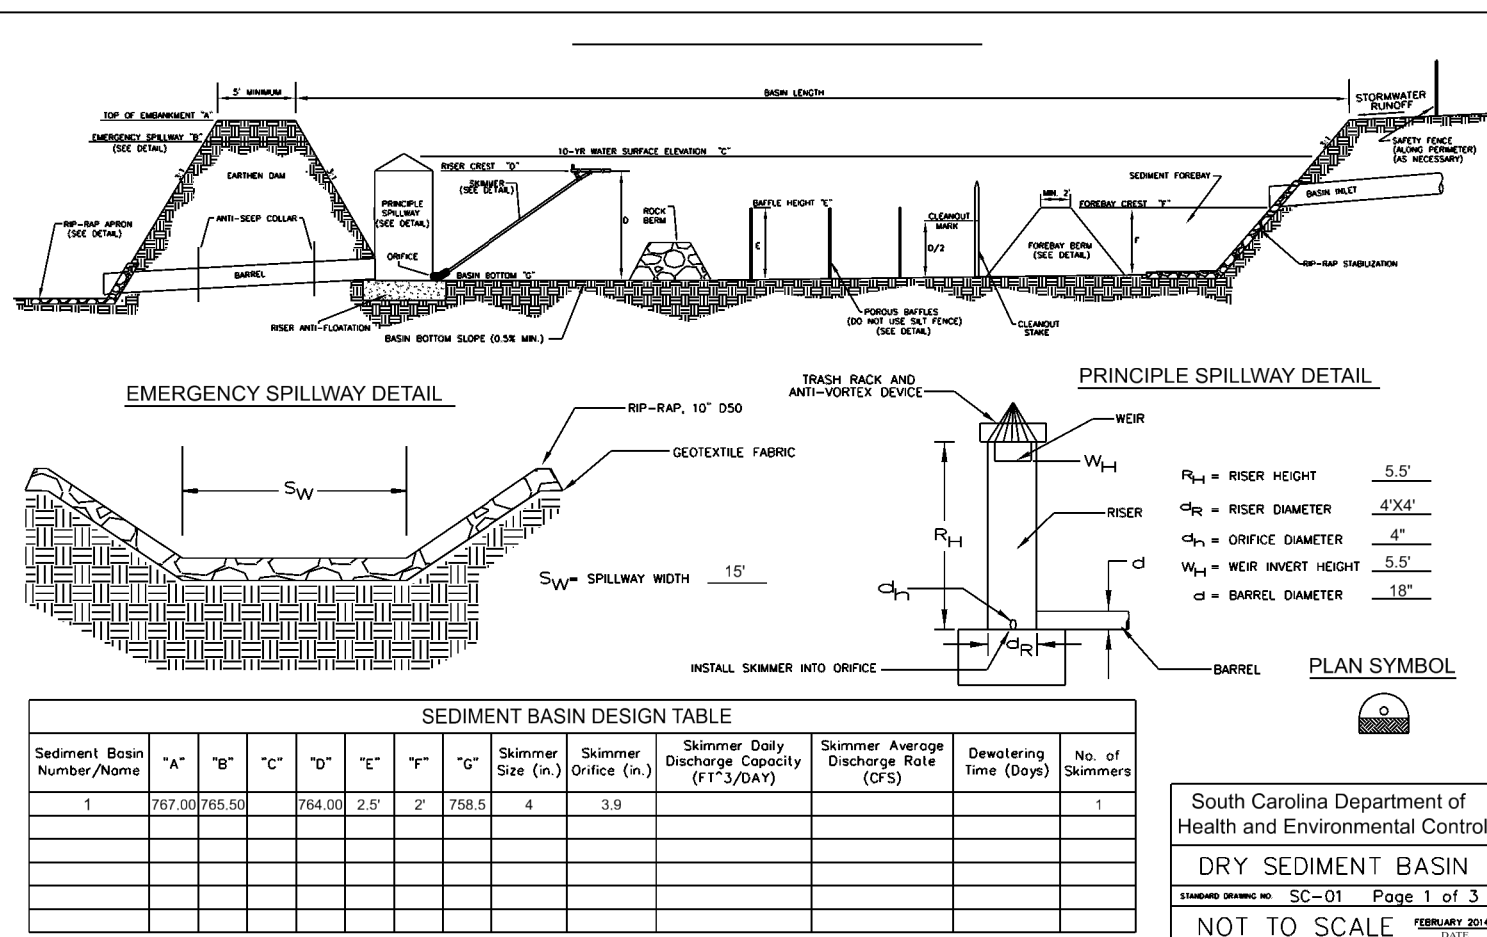 5' MINIMUM
BASIN LENGTH
STORMWATER
RUNOFF
TOP OF EMBANKMENT "A"
EMERGENCY SPILLWAY "B"
(SEE DETAIL)
SAFETY FENCE
(ALONG PERIMETER)
(AS NECESSARY)
10-YR WATER SURFACE ELEVATION "C"
RISER CREST "D"
SKIMMER
(SEE DETAIL)
EARTHEN DAM
SEDIMENT FOREBAY
BASIN INLET
PRINCIPLE
SPILLWAY
(SEE DETAIL)
D
ROCK
BERM
BAFFLE HEIGHT "E"
E
CLEANOUT
MARK
D/2
MIN. 2'
FOREBAY CREST "F"
F
FOREBAY BERM
(SEE DETAIL)
RIP-RAP APRON
(SEE DETAIL)
ANTI-SEEP COLLAR
ORIFICE
BARREL
BASIN BOTTOM "G"
RIP-RAP STABILIZATION
RISER ANTI-FLOATATION
BASIN BOTTOM SLOPE (0.5% MIN.)
POROUS BAFFLES
(DO NOT USE SILT FENCE)
(SEE DETAIL)
CLEANOUT
STAKE
EMERGENCY SPILLWAY DETAIL
RIP-RAP, 10" D50
GEOTEXTILE FABRIC
SW
SW= SPILLWAY WIDTH 15'
PRINCIPLE SPILLWAY DETAIL
TRASH RACK AND
ANTI-VORTEX DEVICE
WEIR
WH
RISER
RH
d
dh
dR
INSTALL SKIMMER INTO ORIFICE
BARREL
RH = RISER HEIGHT 5.5'
dR = RISER DIAMETER 4'X4'
dh = ORIFICE DIAMETER 4"
WH = WEIR INVERT HEIGHT 5.5'
d = BARREL DIAMETER 18"
PLAN SYMBOL
SEDIMENT BASIN DESIGN TABLE
Sediment Basin Number/Name "A" "B" "C" "D" "E" "F" "G" Skimmer Size (in.) Skimmer Orifice (in.) Skimmer Daily Discharge Capacity (FT^3/DAY) Skimmer Average Discharge Rate (CFS) Dewatering Time (Days) No. of Skimmers
1 767.00 765.50 764.00 2.5' 2' 758.5 4 3.9 1
South Carolina Department of
Health and Environmental Control
DRY SEDIMENT BASIN
STANDARD DRAWING NO. SC-01 Page 1 of 3
NOT TO SCALE FEBRUARY 2014
DATE